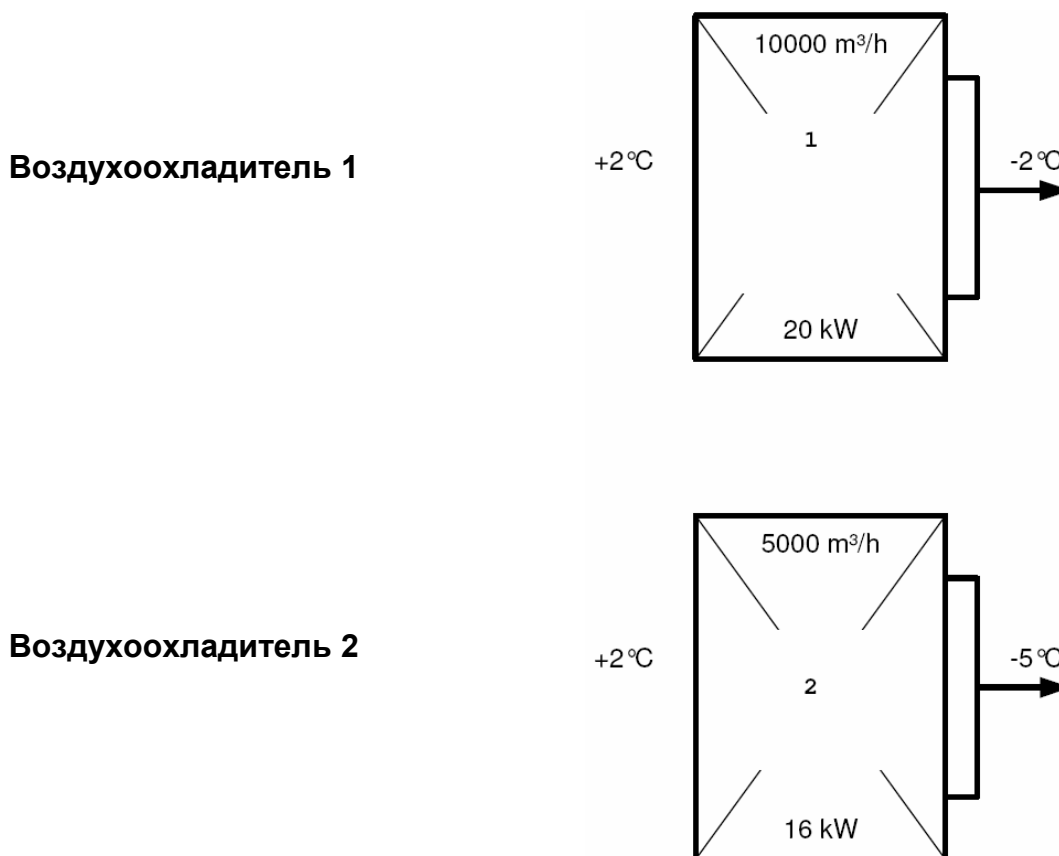 10000 m³/h
1
Воздухоохладитель 1
+2°C
-2°C
20 kW
5000 m³/h
Воздухоохладитель 2
+2°C
-5°C
2
16 kW